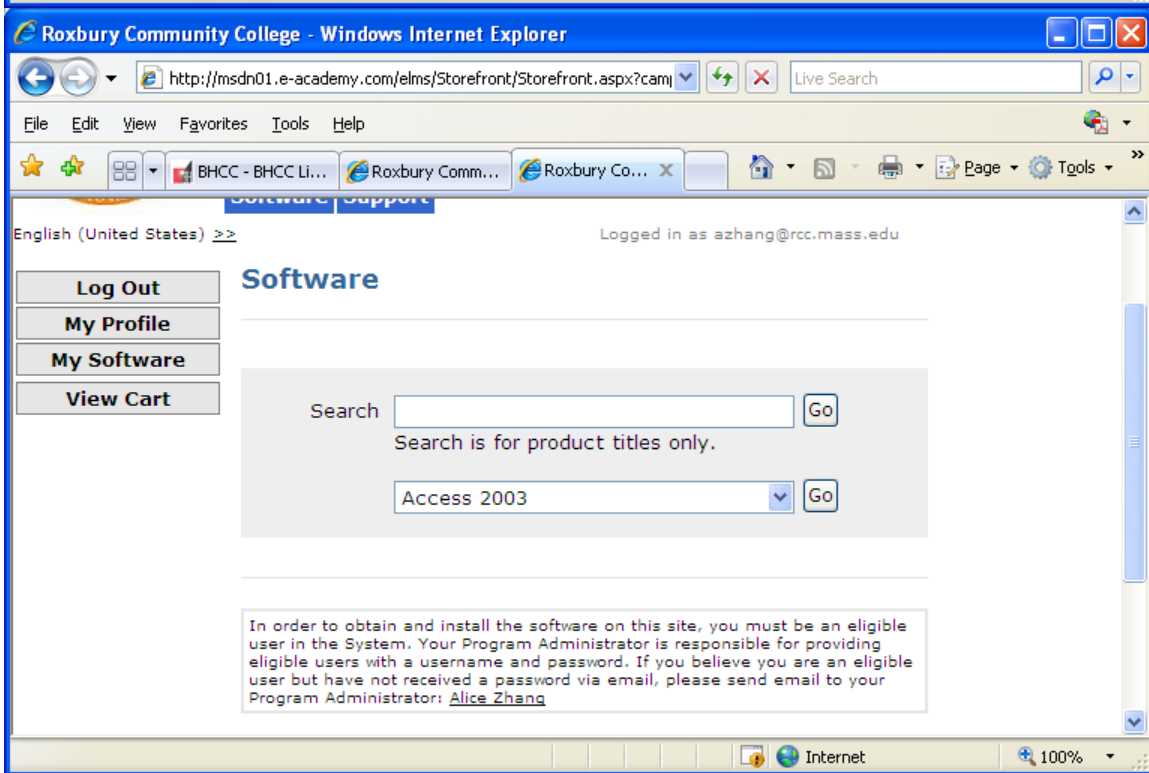 Roxbury Community College - Windows Internet Explorer
http://msdn01.e-academy.com/elms/Storefront/Storefront.aspx?cam Live Search
File Edit View Favorites Tools Help
BHCC - BHCC Li... Roxbury Comm... Roxbury Co... Page Tools
Software Support
English (United States) >> Logged in as azhang@rcc.mass.edu
Software
Log Out
My Profile
My Software
View Cart
Search Go
Search is for product titles only.
Access 2003 Go
In order to obtain and install the software on this site, you must be an eligible
user in the System. Your Program Administrator is responsible for providing
eligible users with a username and password. If you believe you are an eligible
user but have not received a password via email, please send email to your
Program Administrator: Alice Zhang
Internet 100%